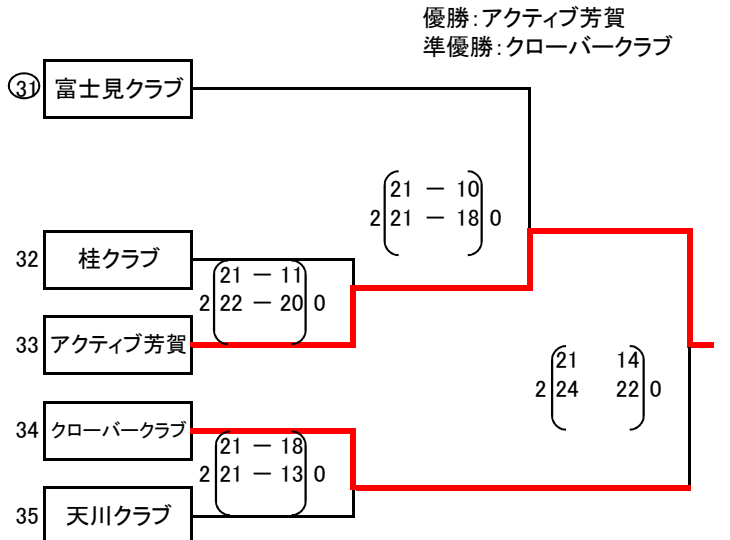 優勝：アクティブ芳賀
準優勝：クローバークラブ
31 富士見クラブ
21 － 10
2 21 － 18 0
32 桂クラブ
21 － 11
2 22 － 20 0
33 アクティブ芳賀
21 14
2 24 22 0
34 クローバークラブ
21 － 18
2 21 － 13 0
35 天川クラブ